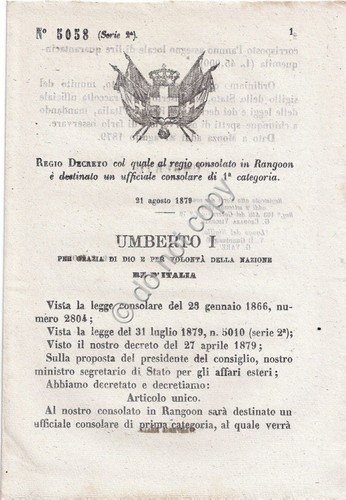 N° 5058 (Serie 2ª)
1
REGIO DECRETO col quale al regio consolato in Rangoon
è destinato un ufficiale consolare di 1ª categoria.
21 agosto 1879
UMBERTO I
PER GRAZIA DI DIO E PER VOLONTÀ DELLA NAZIONE
RE D'ITALIA
Vista la legge consolare del 28 gennaio 1866, nu-
mero 2804;
Vista la legge del 31 luglio 1879, n. 5010 (serie 2ª);
Visto il nostro decreto del 27 aprile 1879;
Sulla proposta del presidente del consiglio, nostro
ministro segretario di Stato per gli affari esteri;
Abbiamo decretato e decretiamo:
Articolo unico.
Al nostro consolato in Rangoon sarà destinato un
ufficiale consolare di prima categoria, al quale verrà
do not copy